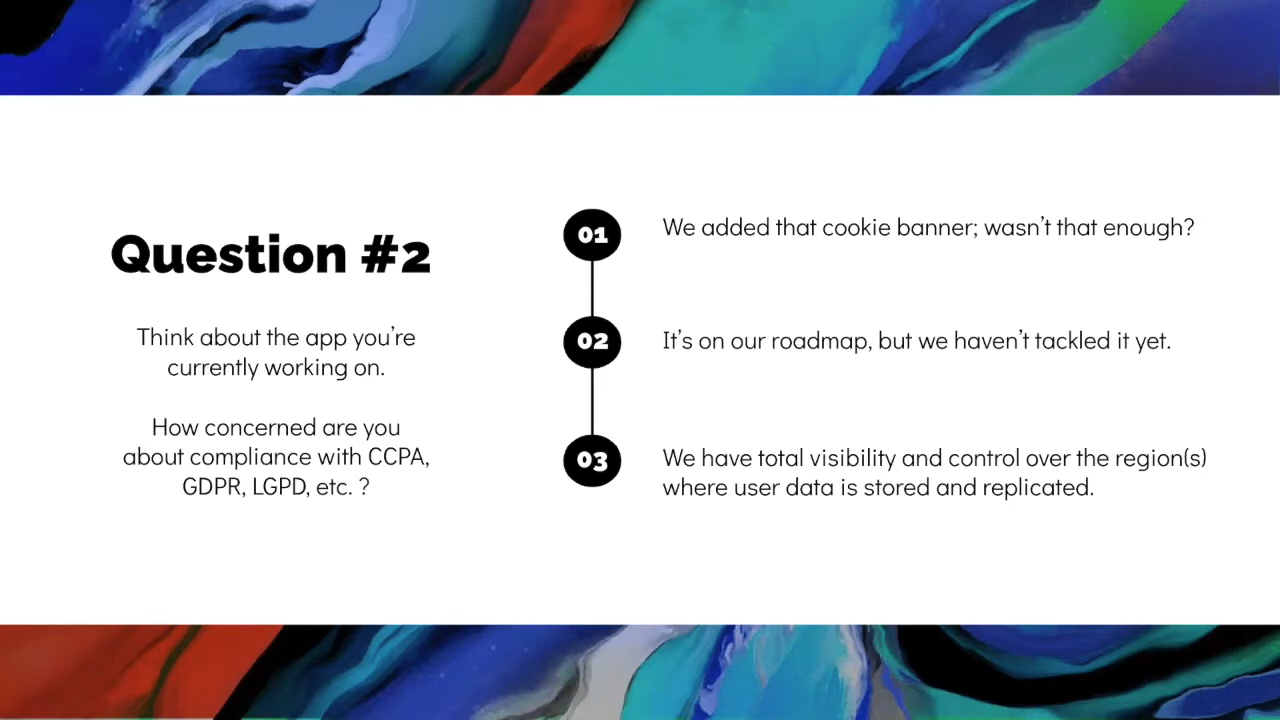 Question #2
Think about the app you're
currently working on.
How concerned are you
about compliance with CCPA,
GDPR, LGPD, etc. ?
01
We added that cookie banner; wasn't that enough?
02
It's on our roadmap, but we haven't tackled it yet.
03
We have total visibility and control over the region(s)
where user data is stored and replicated.